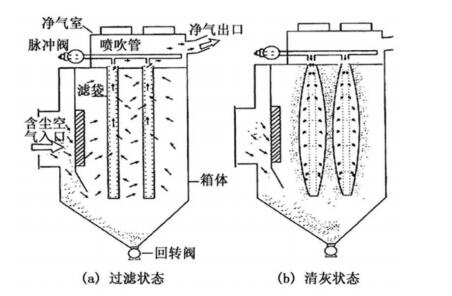 净气室
净气出口
脉冲阀
喷吹管
滤袋
含尘空
气入口
箱体
回转阀
(a) 过滤状态
(b) 清灰状态